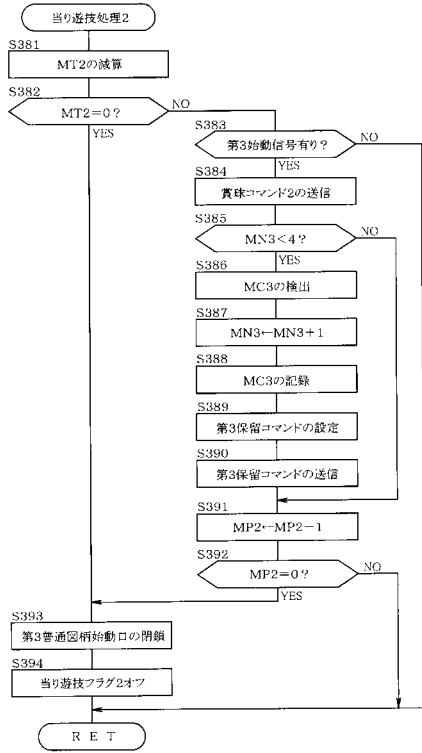 当り遊技処理2
S381
MT2の減算
S382
MT2=0?
NO
YES
S383
第3始動信号有り?
NO
YES
S384
賞球コマンド2の送信
S385
MN3<4?
NO
YES
S386
MC3の検出
S387
MN3←MN3+1
S388
MC3の記録
S389
第3保留コマンドの設定
S390
第3保留コマンドの送信
S391
MP2←MP2-1
S392
MP2=0?
NO
YES
S393
第3普通図柄始動口の閉鎖
S394
当り遊技フラグ2オフ
RET